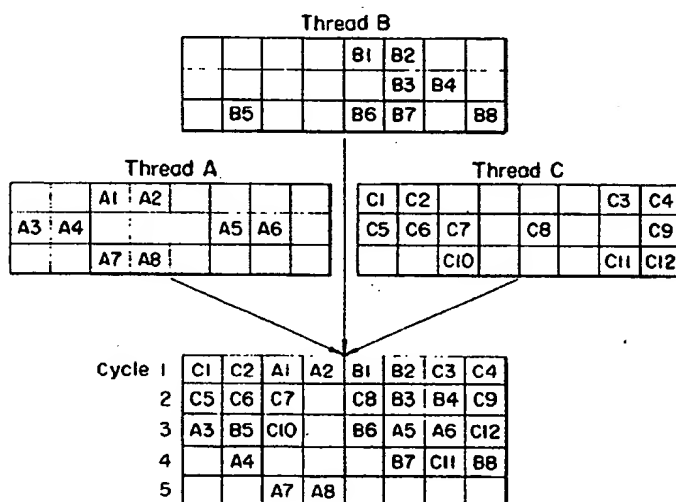 Thread B
B1 B2
B3 B4
B5 B6 B7 B8
Thread A
A1 A2
A3 A4 A5 A6
A7 A8
Thread C
C1 C2 C3 C4
C5 C6 C7 C8 C9
C10 C11 C12
Cycle 1 C1 C2 A1 A2 B1 B2 C3 C4
2 C5 C6 C7 C8 B3 B4 C9
3 A3 B5 C10 B6 A5 A6 C12
4 A4 B7 C11 B8
5 A7 A8